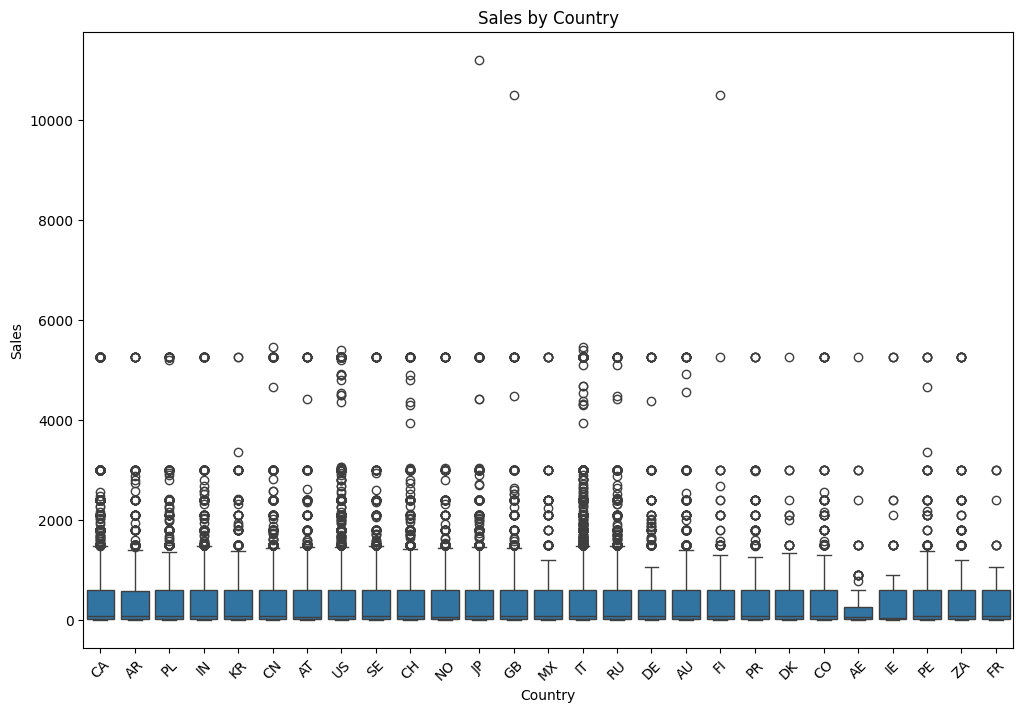 Sales by Country
Sales
10000
8000
6000
4000
2000
0
CA AR PL IN KR CN AT US SE CH NO JP GB MX IT RU DE AU FI PR DK CO AE IE PE ZA FR
Country